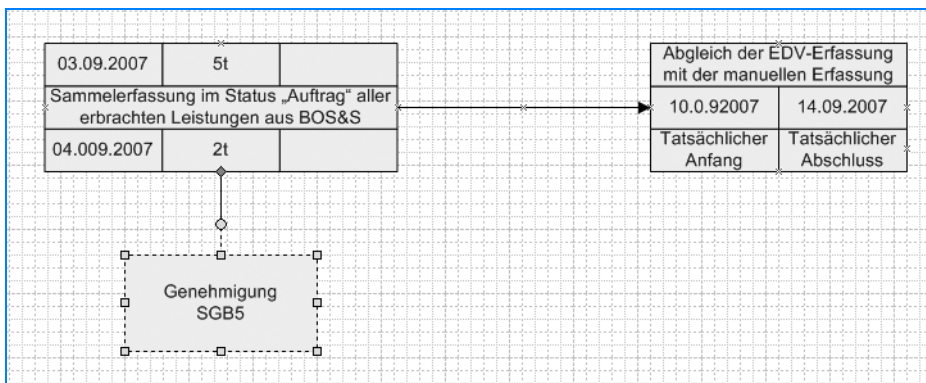 03.09.2007 5t
Sammelerfassung im Status „Auftrag“ aller
erbrachten Leistungen aus BOS&S
04.009.2007 2t
Abgleich der EDV-Erfassung
mit der manuellen Erfassung
10.0.92007 14.09.2007
Tatsächlicher Tatsächlicher
Anfang Abschluss
Genehmigung
SGB5